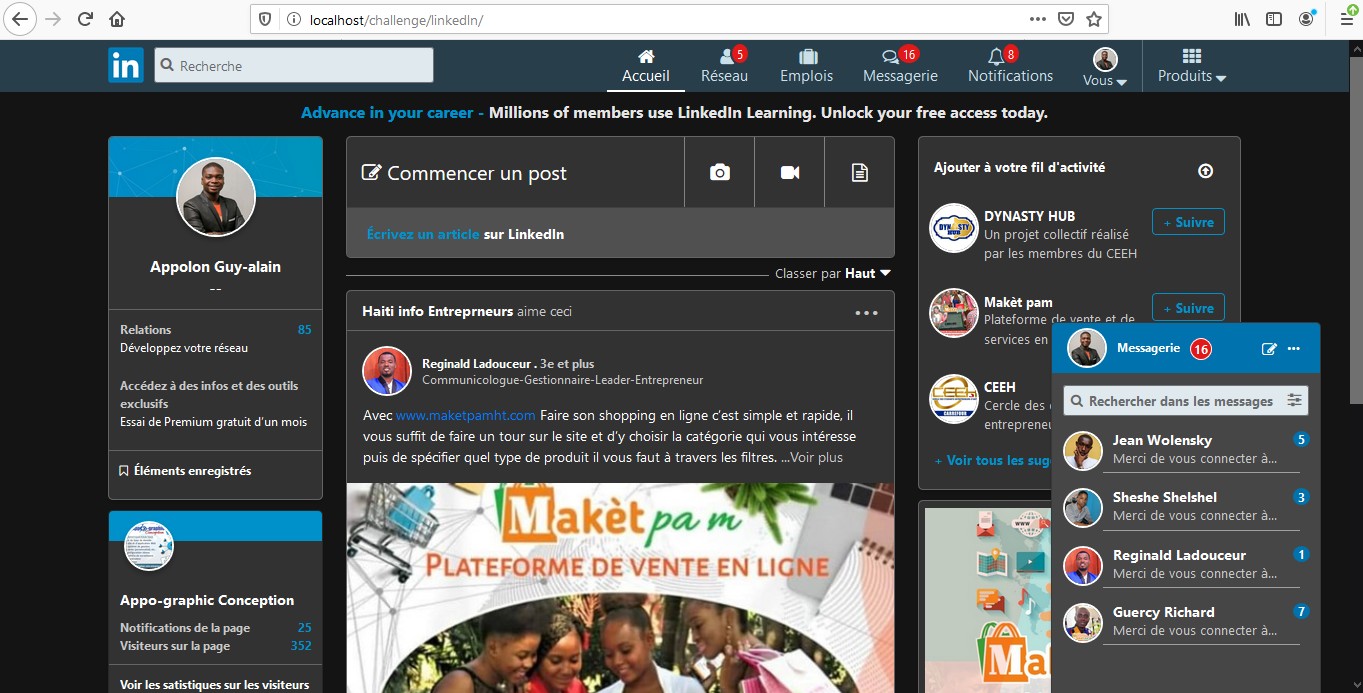 localhost/challenge/linkedln/
in
Recherche
Accueil
5
Réseau
Emplois
16
Messagerie
8
Notifications
Vous
Produits
Advance in your career - Millions of members use LinkedIn Learning. Unlock your free access today.
Appolon Guy-alain
--
Relations 85
Développez votre réseau
Accédez à des infos et des outils
exclusifs
Essai de Premium gratuit d'un mois
Éléments enregistrés
Appo-graphic Conception
Notifications de la page 25
Visiteurs sur la page 352
Voir les satistiques sur les visiteurs
Commencer un post
Écrivez un article sur LinkedIn
Classer par Haut
Haiti info Entreprneurs aime ceci
Reginald Ladouceur . 3e et plus
Communicologue-Gestionnaire-Leader-Entrepreneur
Avec www.maketpamht.com Faire son shopping en ligne c'est simple et rapide, il
vous suffit de faire un tour sur le site et d'y choisir la catégorie qui vous intéresse
puis de spécifier quel type de produit il vous faut à travers les filtres. ...Voir plus
Makèt pa m
PLATEFORME DE VENTE EN LIGNE
Ajouter à votre fil d'activité
DYNASTY HUB
DYNASTY HUB
Un projet collectif réalisé
par les membres du CEEH
+ Suivre
Makèt pam
Plateforme de vente et de
services en
+ Suivre
CEEH
CARREFOUR
CEEH
Cercle des
entrepreneu
+ Voir tous les sug
www
Ma
Messagerie 16
Rechercher dans les messages
Jean Wolensky 5
Merci de vous connecter à...
Sheshe Shelshel 3
Merci de vous connecter à...
Reginald Ladouceur 1
Merci de vous connecter à...
Guercy Richard 7
Merci de vous connecter à...